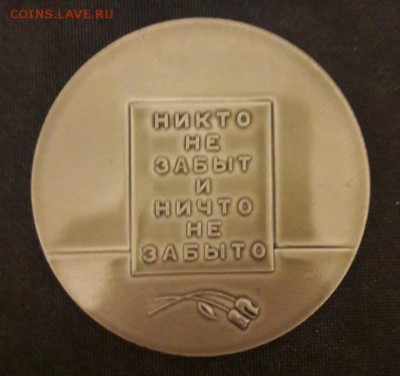 COINS.LAVE.RU
НИКТО
НЕ
ЗАБЫТ
И
НИЧТО
НЕ
ЗАБЫТО